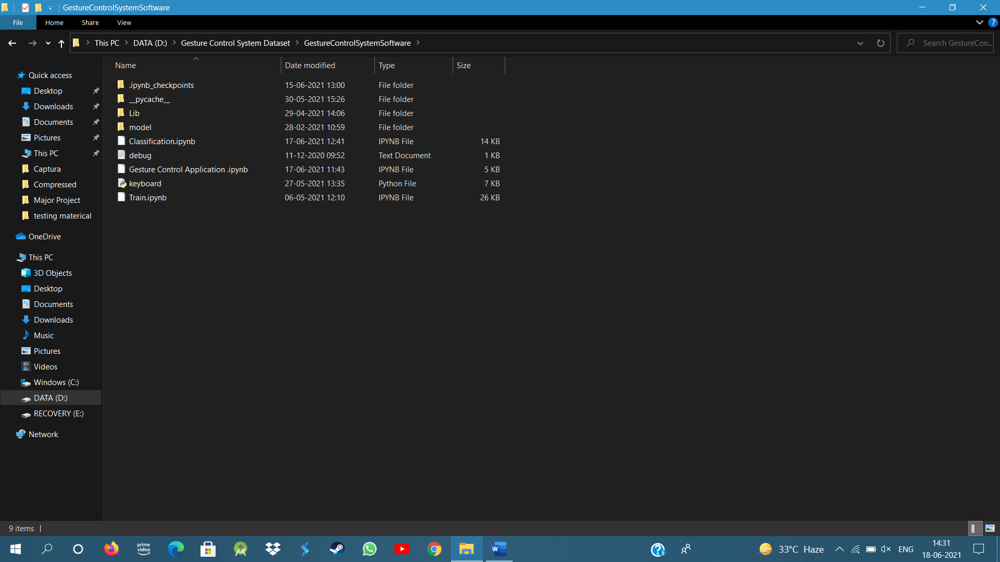 GestureControlSystemSoftware
File Home Share View
This PC DATA (D:) Gesture Control System Dataset GestureControlSystemSoftware
Search GestureCon...
Name Date modified Type Size
Quick access
Desktop
Downloads
Documents
Pictures
This PC
Captura
Compressed
Major Project
testing materical
OneDrive
This PC
3D Objects
Desktop
Documents
Downloads
Music
Pictures
Videos
Windows (C:)
DATA (D:)
RECOVERY (E:)
Network
.ipynb_checkpoints 15-06-2021 13:00 File folder
__pycache__ 30-05-2021 15:26 File folder
Lib 29-04-2021 14:06 File folder
model 28-02-2021 10:59 File folder
Classification.ipynb 17-06-2021 12:41 IPYNB File 14 KB
debug 11-12-2020 09:52 Text Document 1 KB
Gesture Control Application .ipynb 17-06-2021 11:43 IPYNB File 5 KB
keyboard 27-05-2021 13:35 Python File 7 KB
Train.ipynb 06-05-2021 12:10 IPYNB File 26 KB
9 items
prime video
W
33°C Haze
ENG
14:31
18-06-2021